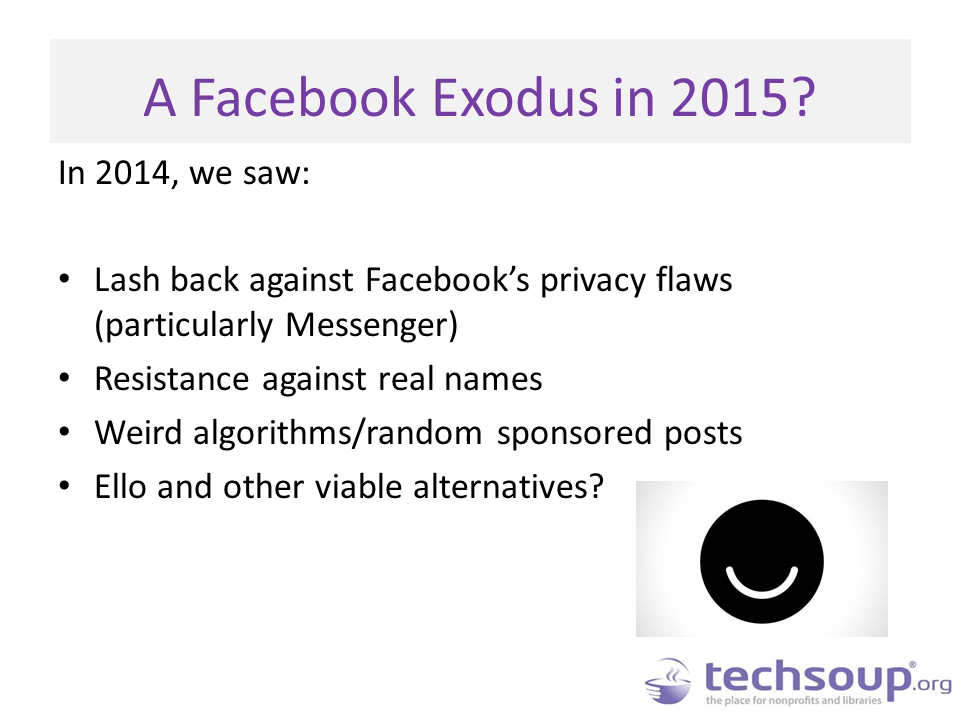 A Facebook Exodus in 2015?
In 2014, we saw:
• Lash back against Facebook’s privacy flaws
(particularly Messenger)
• Resistance against real names
• Weird algorithms/random sponsored posts
• Ello and other viable alternatives?
techsoup®.org
the place for nonprofits and libraries